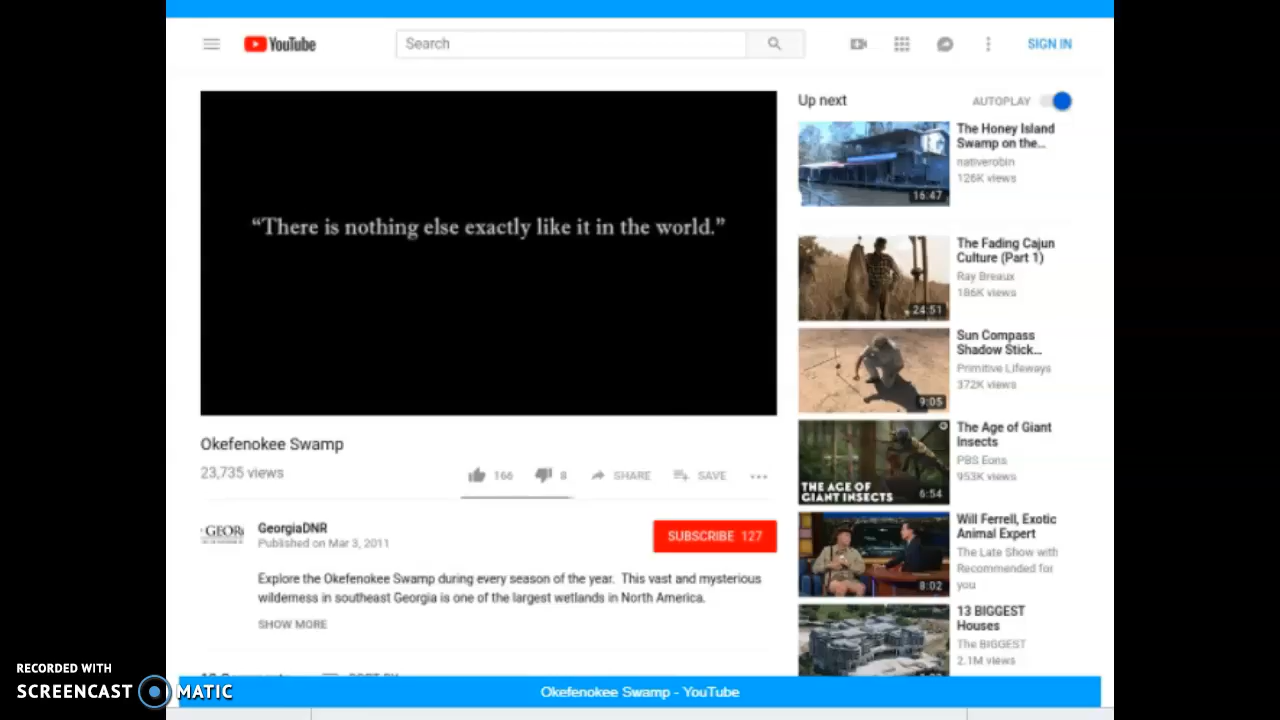 YouTube
Search
SIGN IN
“There is nothing else exactly like it in the world.”
Okefenokee Swamp
23,735 views
166
8
SHARE
SAVE
GEOR
GeorgiaDNR
Published on Mar 3, 2011
SUBSCRIBE 127
Explore the Okefenokee Swamp during every season of the year. This vast and mysterious
wilderness in southeast Georgia is one of the largest wetlands in North America.
SHOW MORE
Up next
AUTOPLAY
The Honey Island
Swamp on the...
nativerobin
126K views
16:47
The Fading Cajun
Culture (Part 1)
Ray Breaux
186K views
24:51
Sun Compass
Shadow Stick...
Primitive Lifeways
372K views
9:05
The Age of Giant
Insects
PBS Eons
953K views
THE AGE OF
GIANT INSECTS
6:54
Will Ferrell, Exotic
Animal Expert
The Late Show with
Recommended for
you
8:02
13 BIGGEST
Houses
The BIGGEST
2.1M views
Okefenokee Swamp - YouTube
RECORDED WITH
SCREENCAST MATIC